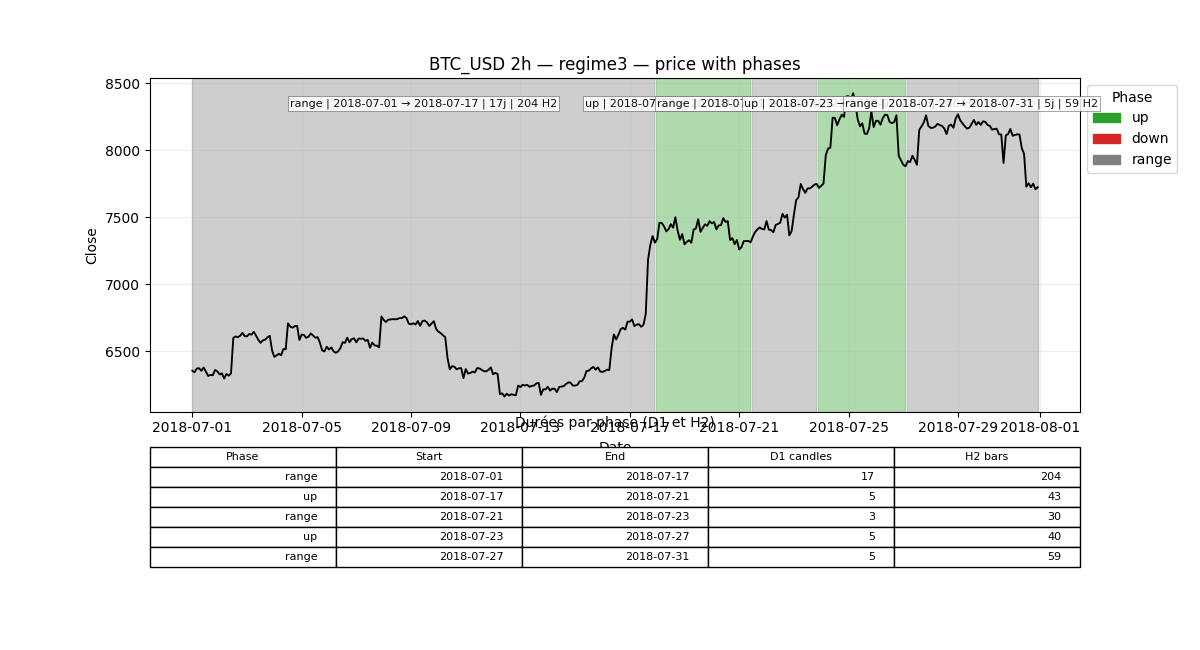 BTC_USD 2h — regime3 — price with phases
8500
8000
7500
7000
6500
Close
range | 2018-07-01 → 2018-07-17 | 17j | 204 H2
up | 2018-07
range | 2018-0
up | 2018-07-23
range | 2018-07-27 → 2018-07-31 | 5j | 59 H2
Phase
up
down
range
2018-07-01 2018-07-05 2018-07-09 2018-07-13 2018-07-17 2018-07-21 2018-07-25 2018-07-29 2018-08-01
Durées par phase (D1 et H2)
Date
Phase Start End D1 candles H2 bars
range 2018-07-01 2018-07-17 17 204
up 2018-07-17 2018-07-21 5 43
range 2018-07-21 2018-07-23 3 30
up 2018-07-23 2018-07-27 5 40
range 2018-07-27 2018-07-31 5 59